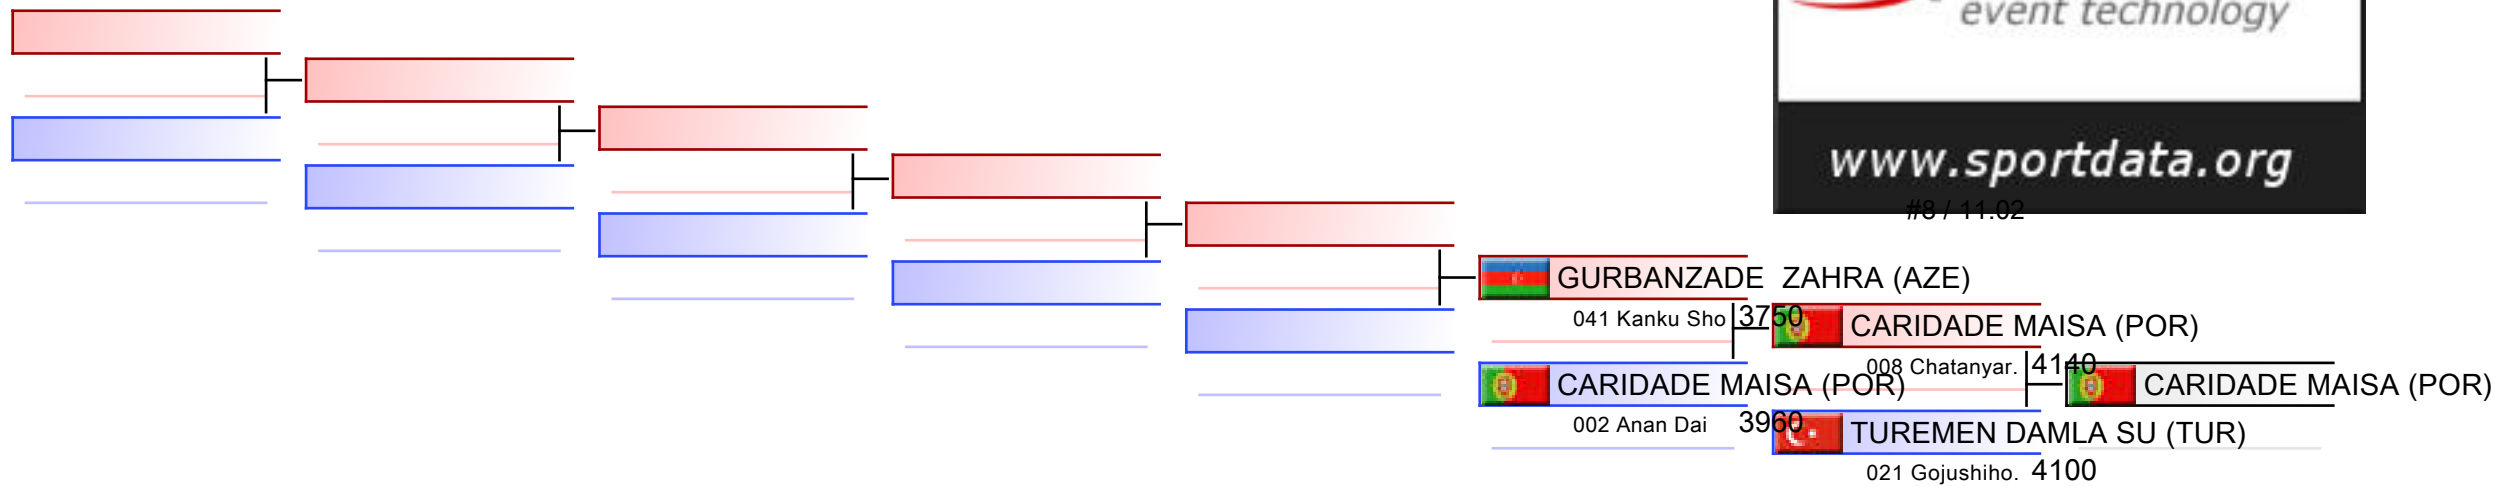 event technology
www.sportdata.org
#8 / 11.02
GURBANZADE ZAHRA (AZE)
041 Kanku Sho 3750
CARIDADE MAISA (POR)
008 Chatanyar. 4140
CARIDADE MAISA (POR)
002 Anan Dai 3960
CARIDADE MAISA (POR)
TUREMEN DAMLA SU (TUR)
021 Gojushiho. 4100